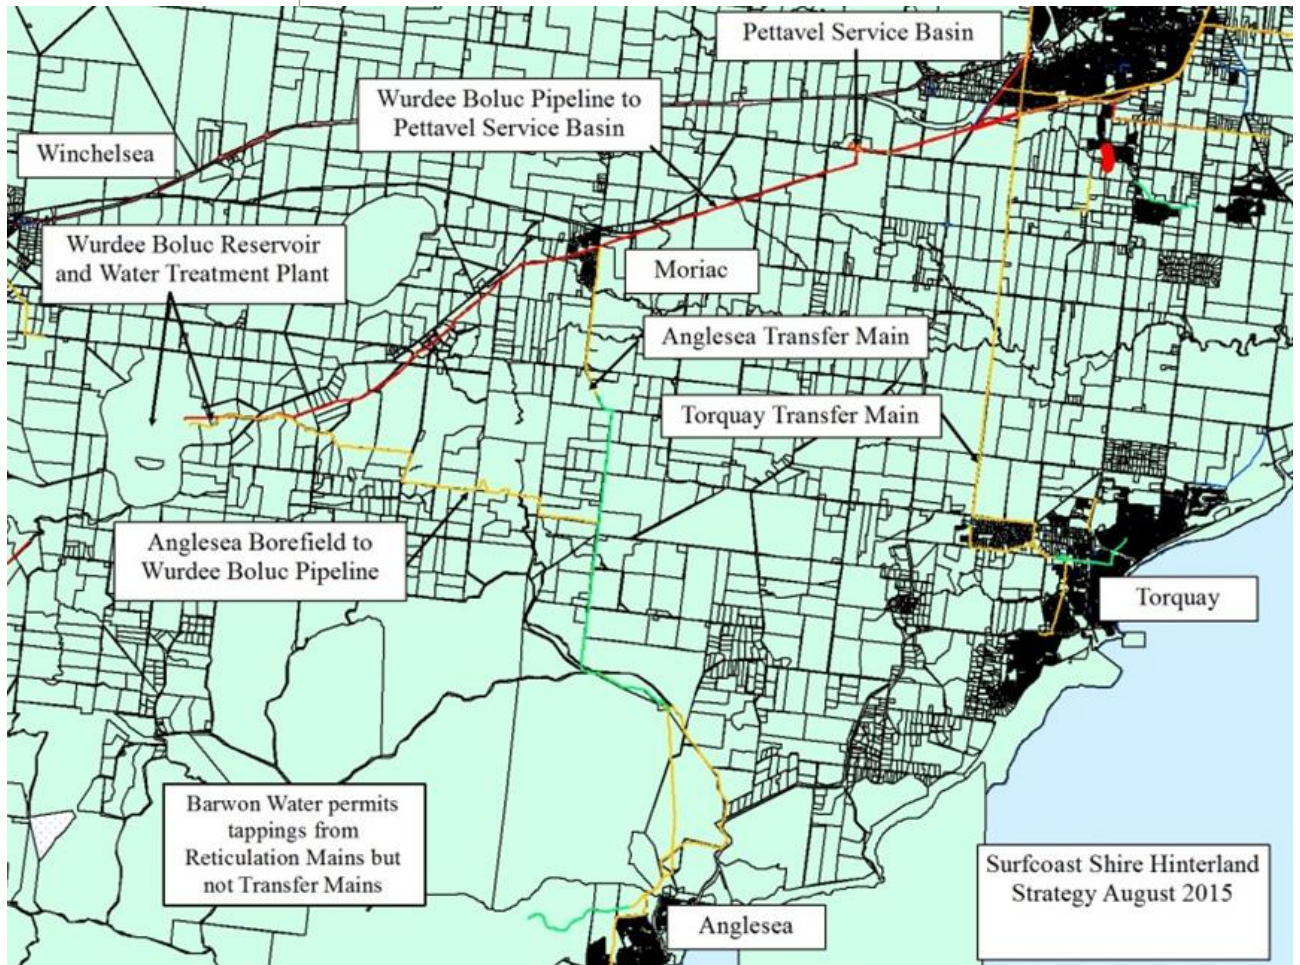 Pettavel Service Basin
Wurdee Boluc Pipeline to
Pettavel Service Basin
Winchelsea
Wurdee Boluc Reservoir
and Water Treatment Plant
Moriac
Anglesea Transfer Main
Torquay Transfer Main
Anglesea Borefield to
Wurdee Boluc Pipeline
Torquay
Barwon Water permits
tappings from
Reticulation Mains but
not Transfer Mains
Surfcoast Shire Hinterland
Strategy August 2015
Anglesea